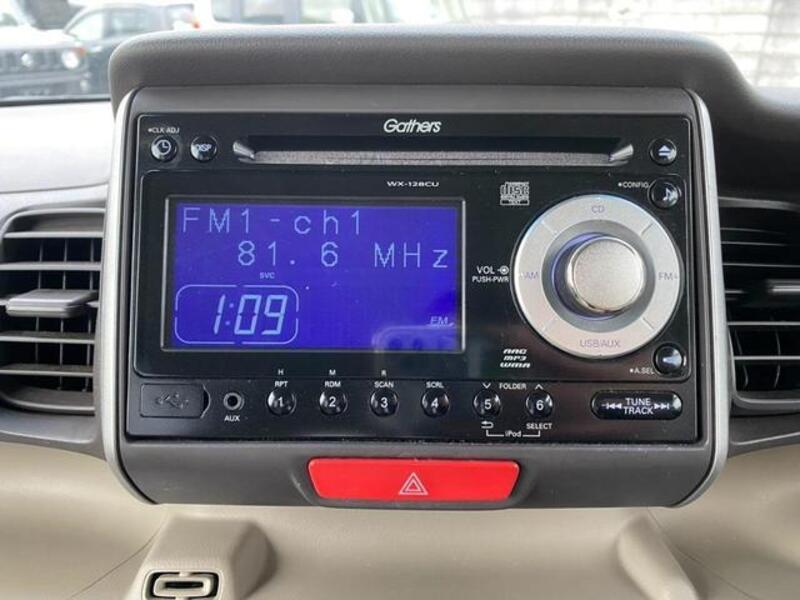 Gathers
●CLK ADJ
DISP
WX-128CU
disc
TEXT
●CONFIG
FM1-ch1
81.6 MHz
SVC
1:09
FM
VOL
PUSH-PWR
CD
AM
FM
USB/AUX
AAC
MP3
WMA
●A.SEL
H M R
RPT RDM SCAN SCRL FOLDER
1 2 3 4 5 6
AUX
iPod SELECT
TUNE
TRACK